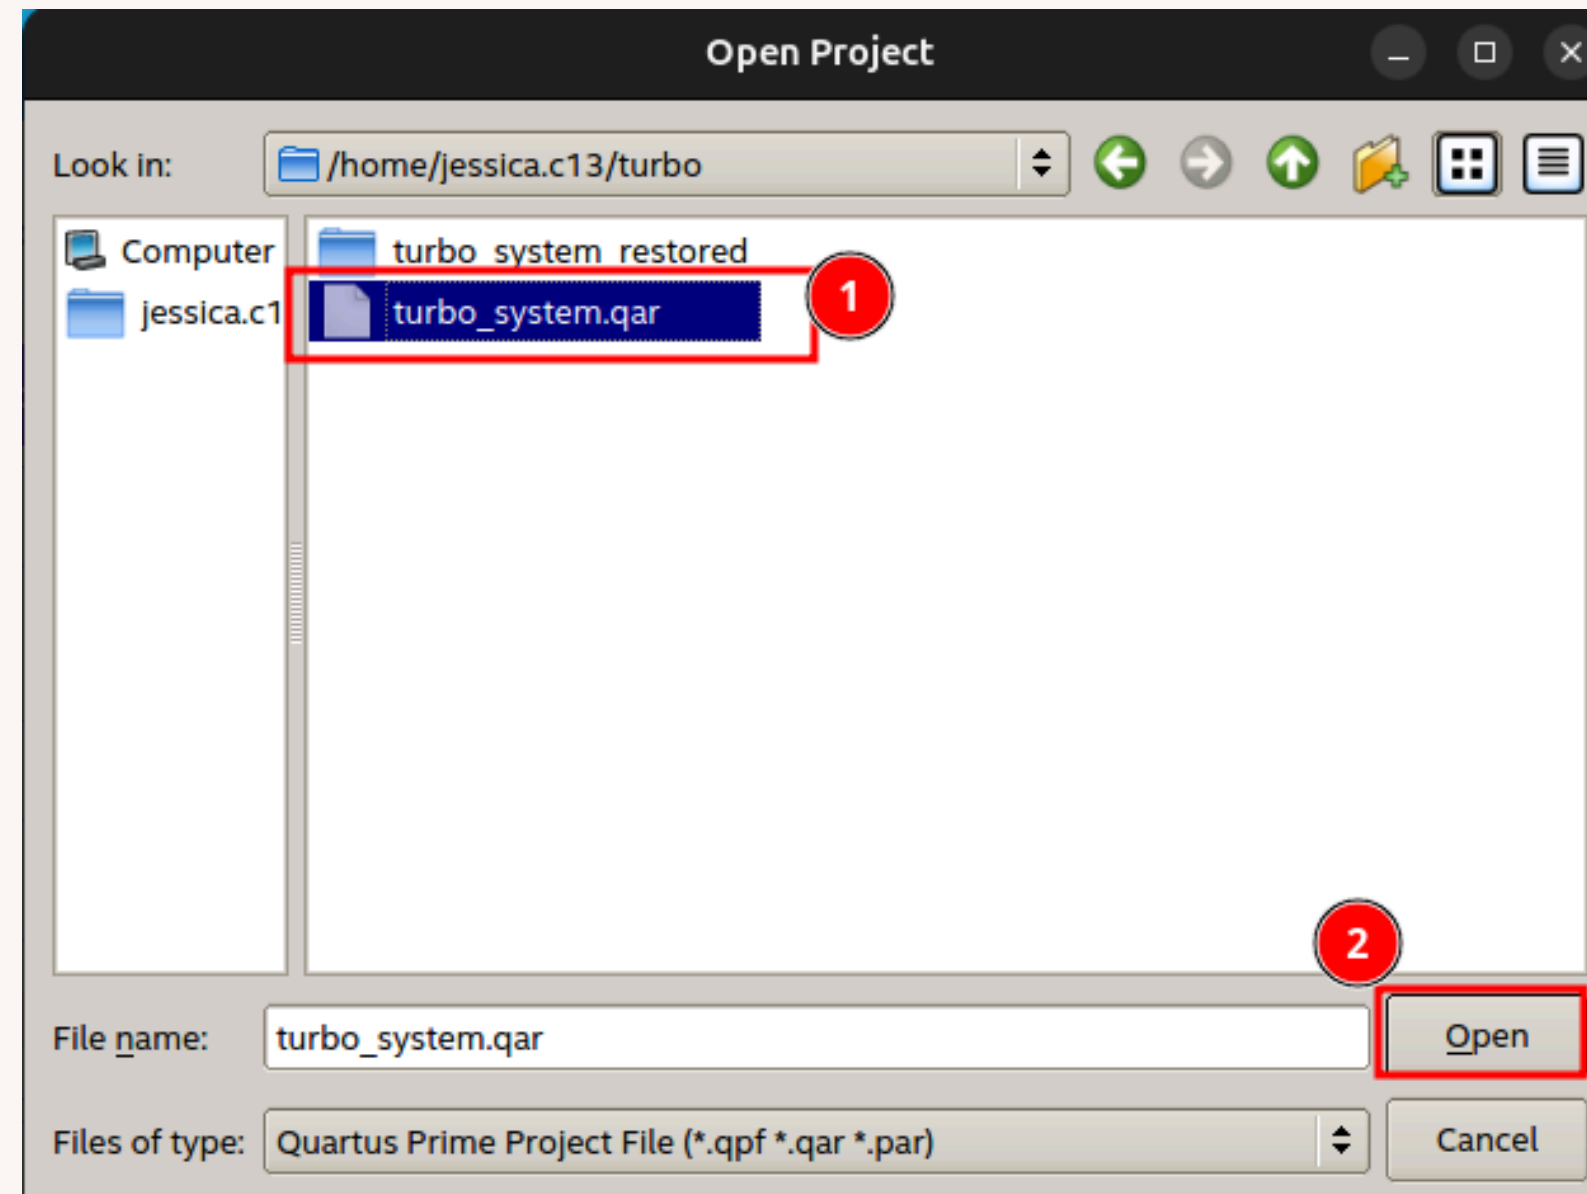 Open Project
Look in: /home/jessica.c13/turbo
Computer
jessica.c1
turbo_system_restored
turbo_system.qar
1
2
File name: turbo_system.qar
Open
Files of type: Quartus Prime Project File (*.qpf *.qar *.par)
Cancel